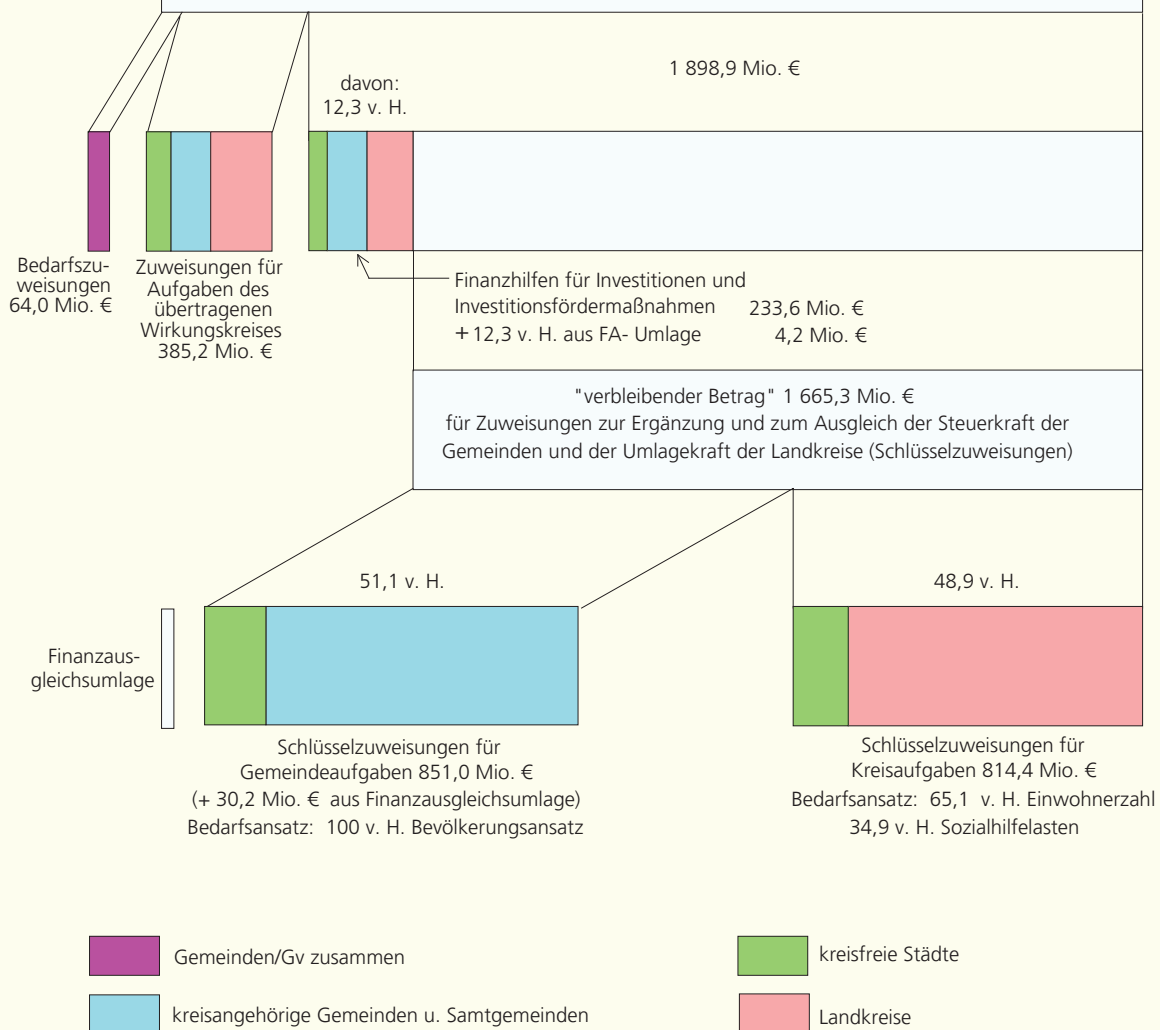 1 898,9 Mio. €
davon:
12,3 v. H.
Bedarfszu-
weisungen
64,0 Mio. €
Zuweisungen für
Aufgaben des
übertragenen
Wirkungskreises
385,2 Mio. €
Finanzhilfen für Investitionen und
Investitionsfördermaßnahmen 233,6 Mio. €
+ 12,3 v. H. aus FA- Umlage 4,2 Mio. €
"verbleibender Betrag" 1 665,3 Mio. €
für Zuweisungen zur Ergänzung und zum Ausgleich der Steuerkraft der
Gemeinden und der Umlagekraft der Landkreise (Schlüsselzuweisungen)
51,1 v. H.
48,9 v. H.
Finanzaus-
gleichsumlage
Schlüsselzuweisungen für
Gemeindeaufgaben 851,0 Mio. €
(+ 30,2 Mio. € aus Finanzausgleichsumlage)
Bedarfsansatz: 100 v. H. Bevölkerungsansatz
Schlüsselzuweisungen für
Kreisaufgaben 814,4 Mio. €
Bedarfsansatz: 65,1 v. H. Einwohnerzahl
34,9 v. H. Sozialhilfelasten
Gemeinden/Gv zusammen
kreisfreie Städte
kreisangehörige Gemeinden u. Samtgemeinden
Landkreise